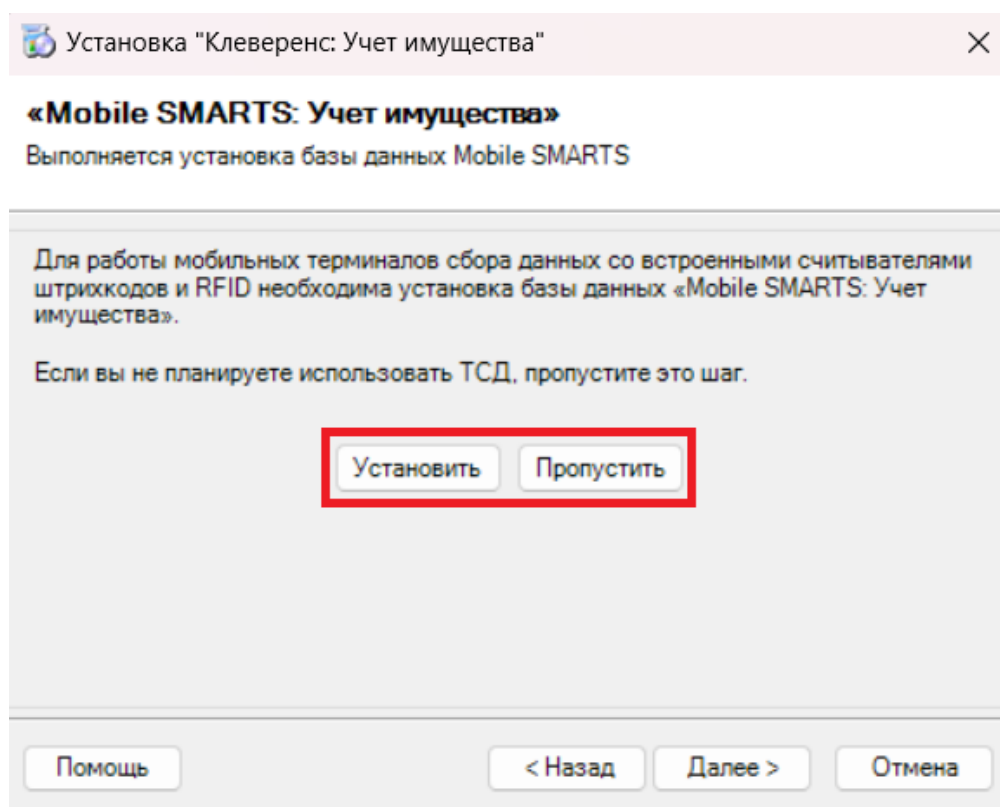 Установка "Клеверенс: Учет имущества"
«Mobile SMARTS: Учет имущества»
Выполняется установка базы данных Mobile SMARTS
Для работы мобильных терминалов сбора данных со встроенными считывателями
штрихкодов и RFID необходима установка базы данных «Mobile SMARTS: Учет
имущества».
Если вы не планируете использовать ТСД, пропустите это шаг.
Установить Пропустить
Помощь < Назад Далее > Отмена